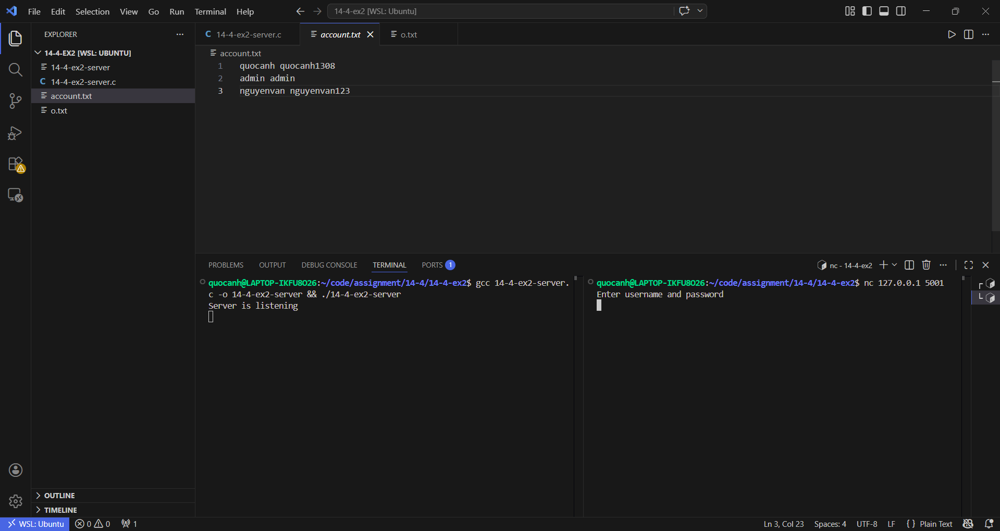 File Edit Selection View Go Run Terminal Help
14-4-ex2 [WSL: Ubuntu]
EXPLORER
14-4-EX2 [WSL: UBUNTU]
14-4-ex2-server
C 14-4-ex2-server.c
account.txt
o.txt
OUTLINE
TIMELINE
C 14-4-ex2-server.c
account.txt
o.txt
account.txt
1 quocanh quocanh1308
2 admin admin
3 nguyenvan nguyenvan123
PROBLEMS OUTPUT DEBUG CONSOLE TERMINAL PORTS 1
nc - 14-4-ex2
quocanh@LAPTOP-IKFU8O26:~/code/assignment/14-4/14-4-ex2$ gcc 14-4-ex2-server.
c -o 14-4-ex2-server && ./14-4-ex2-server
Server is listening
quocanh@LAPTOP-IKFU8O26:~/code/assignment/14-4/14-4-ex2$ nc 127.0.0.1 5001
Enter username and password
WSL: Ubuntu 0 0 1
Ln 3, Col 23 Spaces: 4 UTF-8 LF {} Plain Text